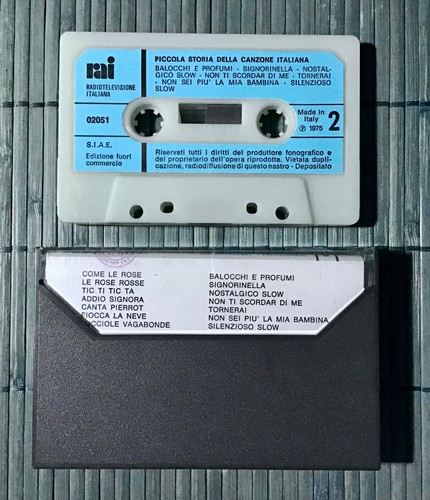 rai
RADIOTELEVISIONE
ITALIANA
02051
S.I.A.E.
Edizione fuori
commercio
PICCOLA STORIA DELLA CANZONE ITALIANA
BALOCCHI E PROFUMI - SIGNORINELLA - NOSTAL-
GICO SLOW - NON TI SCORDAR DI ME - TORNERAI
- NON SEI PIU' LA MIA BAMBINA - SILENZIOSO
SLOW
Made in
Italy
Ⓟ 1975
2
Riservati tutti i diritti del produttore fonografico e
del proprietario dell'opera riprodotta. Vietata dupli-
cazione, radiodiffusione di questo nastro - Depositato
COME LE ROSE
LE ROSE ROSSE
TIC TI TIC TA
ADDIO SIGNORA
CANTA PIERROT
FIOCCA LA NEVE
LUCCIOLE VAGABONDE
BALOCCHI E PROFUMI
SIGNORINELLA
NOSTALGICO SLOW
NON TI SCORDAR DI ME
TORNERAI
NON SEI PIU' LA MIA BAMBINA
SILENZIOSO SLOW